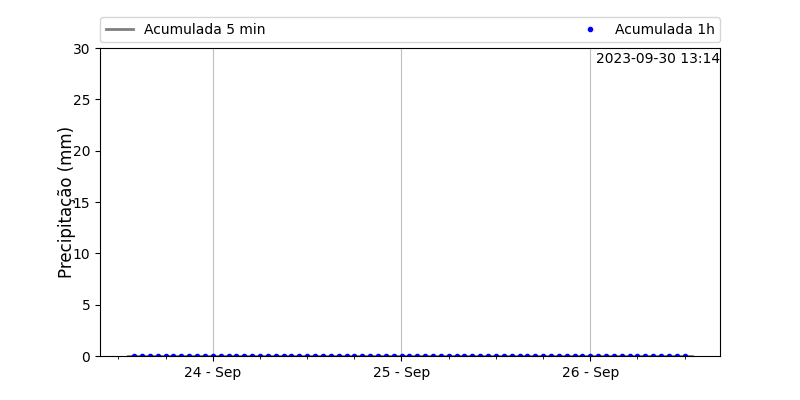 Acumulada 5 min
Acumulada 1h
2023-09-30 13:14
Precipitação (mm)
30
25
20
15
10
5
0
24 - Sep
25 - Sep
26 - Sep